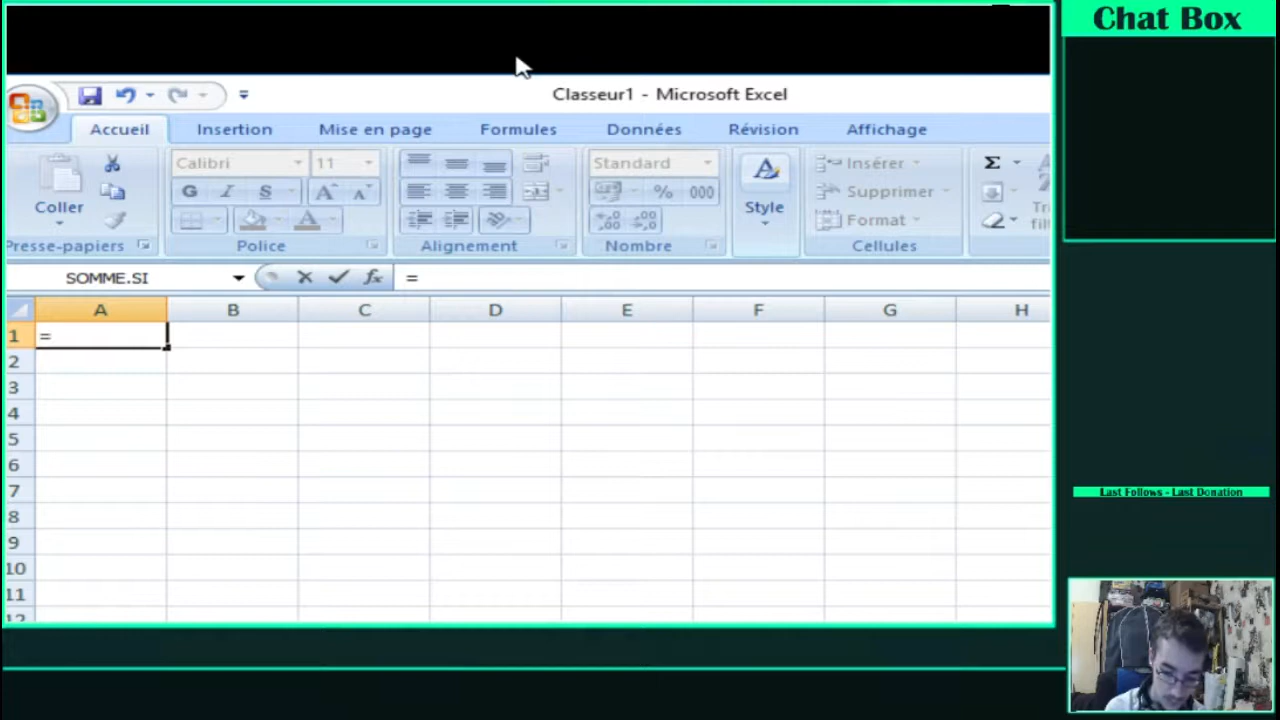 Chat Box
Classeur1 - Microsoft Excel
Accueil Insertion Mise en page Formules Données Révision Affichage
Calibri 11 Standard Insérer Σ
G I S A A % 000 A Supprimer
Coller Style
A Format
Presse-papiers Police Alignement Nombre Cellules
SOMME.SI fx =
A B C D E F G H
1 =
2
3
4
5
6
7
8
9
10
11
12
Last Follows - Last Donation